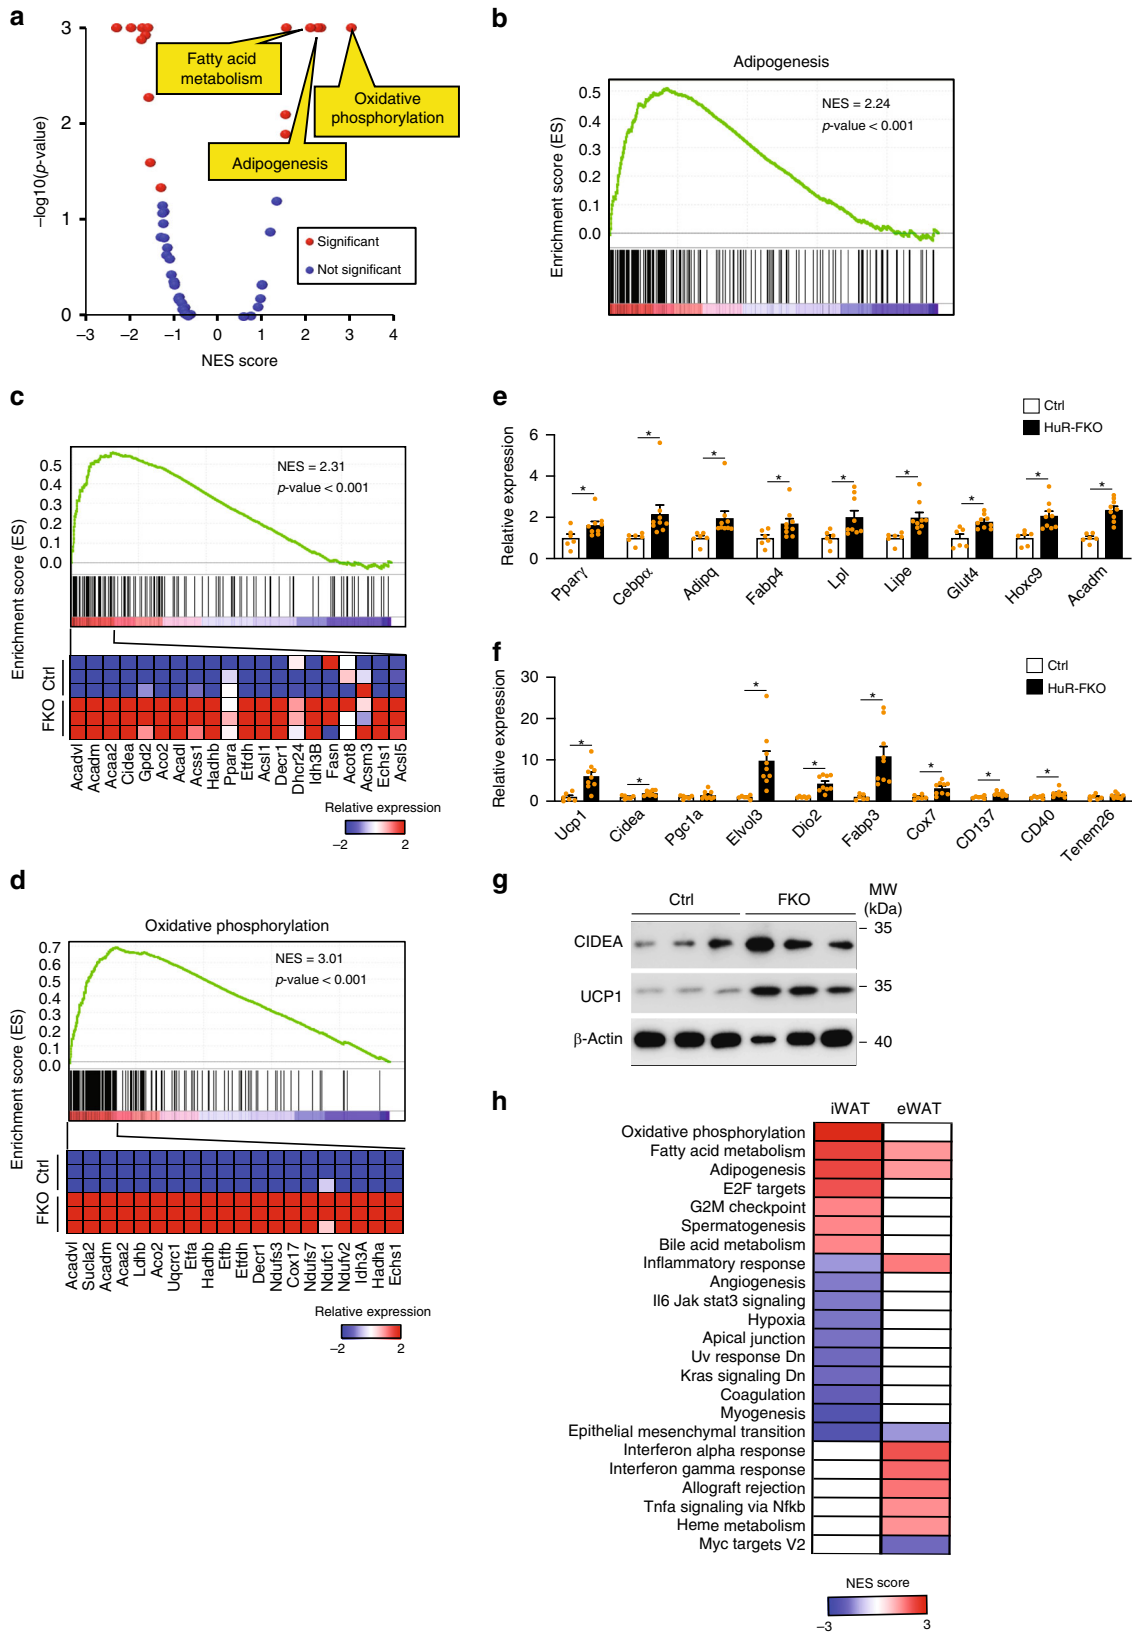 a
3
2
1
0
–log10(p-value)
–3
–2
–1
0
1
2
3
4
NES score
Fatty acid
metabolism
Oxidative
phosphorylation
Adipogenesis
Significant
Not significant
b
Adipogenesis
Enrichment score (ES)
0.5
0.4
0.3
0.2
0.1
0.0
NES = 2.24
p-value < 0.001
c
Enrichment score (ES)
0.5
0.4
0.3
0.2
0.1
0.0
NES = 2.31
p-value < 0.001
Ctrl
FKO
Acadvl
Acadm
Acaa2
Cidea
Gpd2
Aco2
Acadl
Acss1
Hadhb
Ppara
Etfdh
Acsl1
Decr1
Dhcr24
Idh3B
Fasn
Acot8
Acsm3
Echs1
Acsl5
Relative expression
–2
2
d
Oxidative phosphorylation
Enrichment score (ES)
0.7
0.6
0.5
0.4
0.3
0.2
0.1
0.0
NES = 3.01
p-value < 0.001
Ctrl
FKO
Acadvl
Sucla2
Acadm
Acaa2
Ldhb
Aco2
Uqcrc1
Etfa
Hadhb
Etfb
Etfdh
Decr1
Ndufs3
Cox17
Ndufs7
Ndufc1
Ndufv2
Idh3A
Hadha
Echs1
Relative expression
–2
2
e
Ctrl
HuR-FKO
Relative expression
6
4
2
0
* * * * * * * * *
Pparγ
Cebpα
Adipq
Fabp4
Lpl
Lipe
Glut4
Hoxc9
Acadm
f
Ctrl
HuR-FKO
Relative expression
30
20
10
0
* * * * * * * *
Ucp1
Cidea
Pgc1a
Elvol3
Dio2
Fabp3
Cox7
CD137
CD40
Tenem26
g
Ctrl
FKO
MW
(kDa)
CIDEA
– 35
UCP1
– 35
β-Actin
– 40
h
iWAT
eWAT
Oxidative phosphorylation
Fatty acid metabolism
Adipogenesis
E2F targets
G2M checkpoint
Spermatogenesis
Bile acid metabolism
Inflammatory response
Angiogenesis
Il6 Jak stat3 signaling
Hypoxia
Apical junction
Uv response Dn
Kras signaling Dn
Coagulation
Myogenesis
Epithelial mesenchymal transition
Interferon alpha response
Interferon gamma response
Allograft rejection
Tnfa signaling via Nfkb
Heme metabolism
Myc targets V2
NES score
–3
3